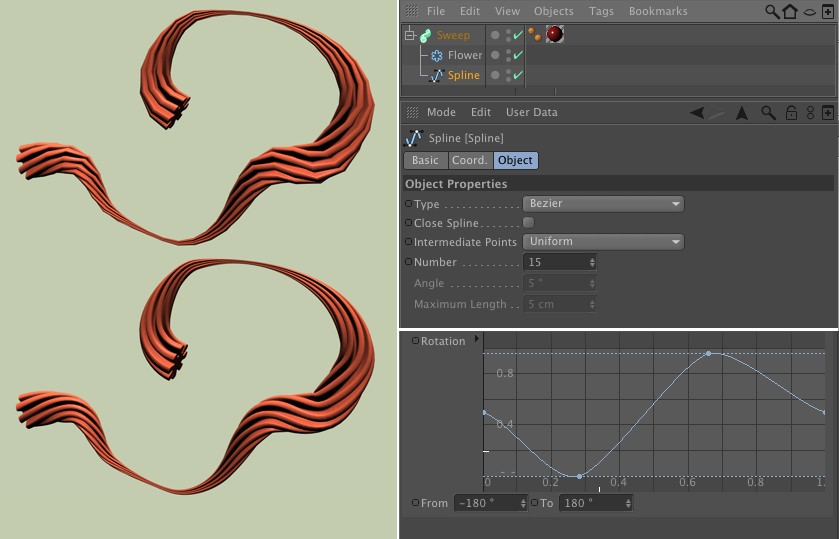 File Edit View Objects Tags Bookmarks
Sweep
Flower
Spline
Mode Edit User Data
Spline [Spline]
Basic Coord. Object
Object Properties
Type Bezier
Close Spline
Intermediate Points Uniform
Number 15
Angle 5 °
Maximum Length 5 cm
Rotation
0.8
0.4
0 0.2 0.4 0.6 0.8 1.
From -180 ° To 180 °